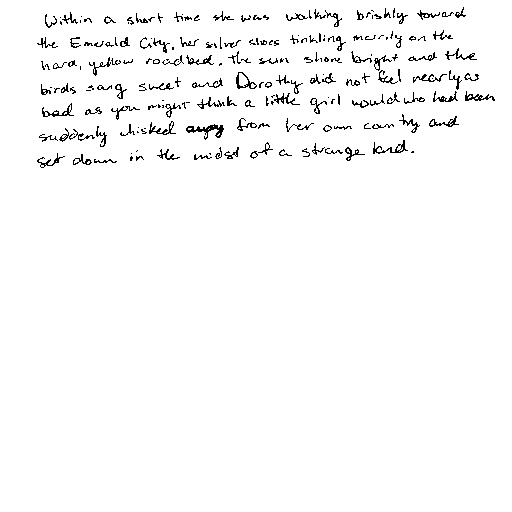 Within a short time she was walking briskly toward
the Emerald City, her silver shoes tinkling merrily on the
hard, yellow roadbed. The sun shone bright and the
birds sang sweet and Dorothy did not feel nearly as
bad as you might think a little girl would who had been
suddenly whisked away from her own country and
set down in the midst of a strange land.